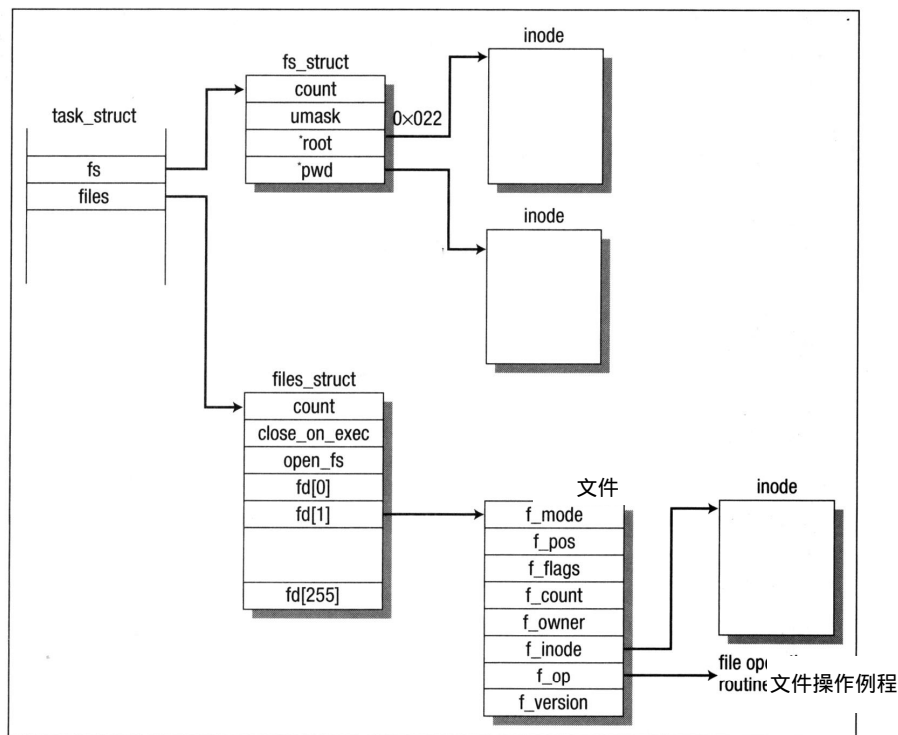 inode
fs_struct
count
task_struct
umask
0×022
*root
fs
*pwd
files
inode
files_struct
count
close_on_exec
open_fs
fd[0]
文件
inode
fd[1]
f_mode
f_pos
f_flags
fd[255]
f_count
f_owner
f_inode
file
f_op
文件操作例程
f_version